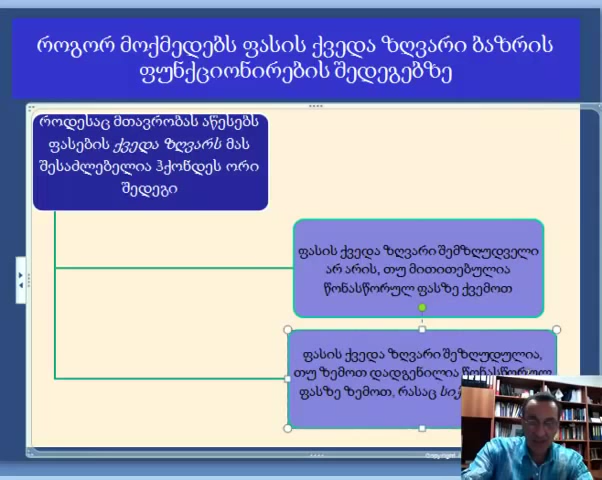 როგორ მოქმედებს ფასის ქვედა ზღვარი ბაზრის
ფუნქციონირების შედეგებზე
როდესაც მთავრობას აწესებს
ფასების ქვედა ზღვარს მას
შესაძლებელია ჰქონდეს ორი
შედეგი
ფასის ქვედა ზღვარი შემზღუდველი
არ არის, თუ მითითებულია
წონასწორულ ფასზე ქვემოთ
ფასის ქვედა ზღვარი შეზღუდულია,
თუ ზემოთ დადგენილია წონასწორულ
ფასზე ზემოთ, რასაც
Copyright